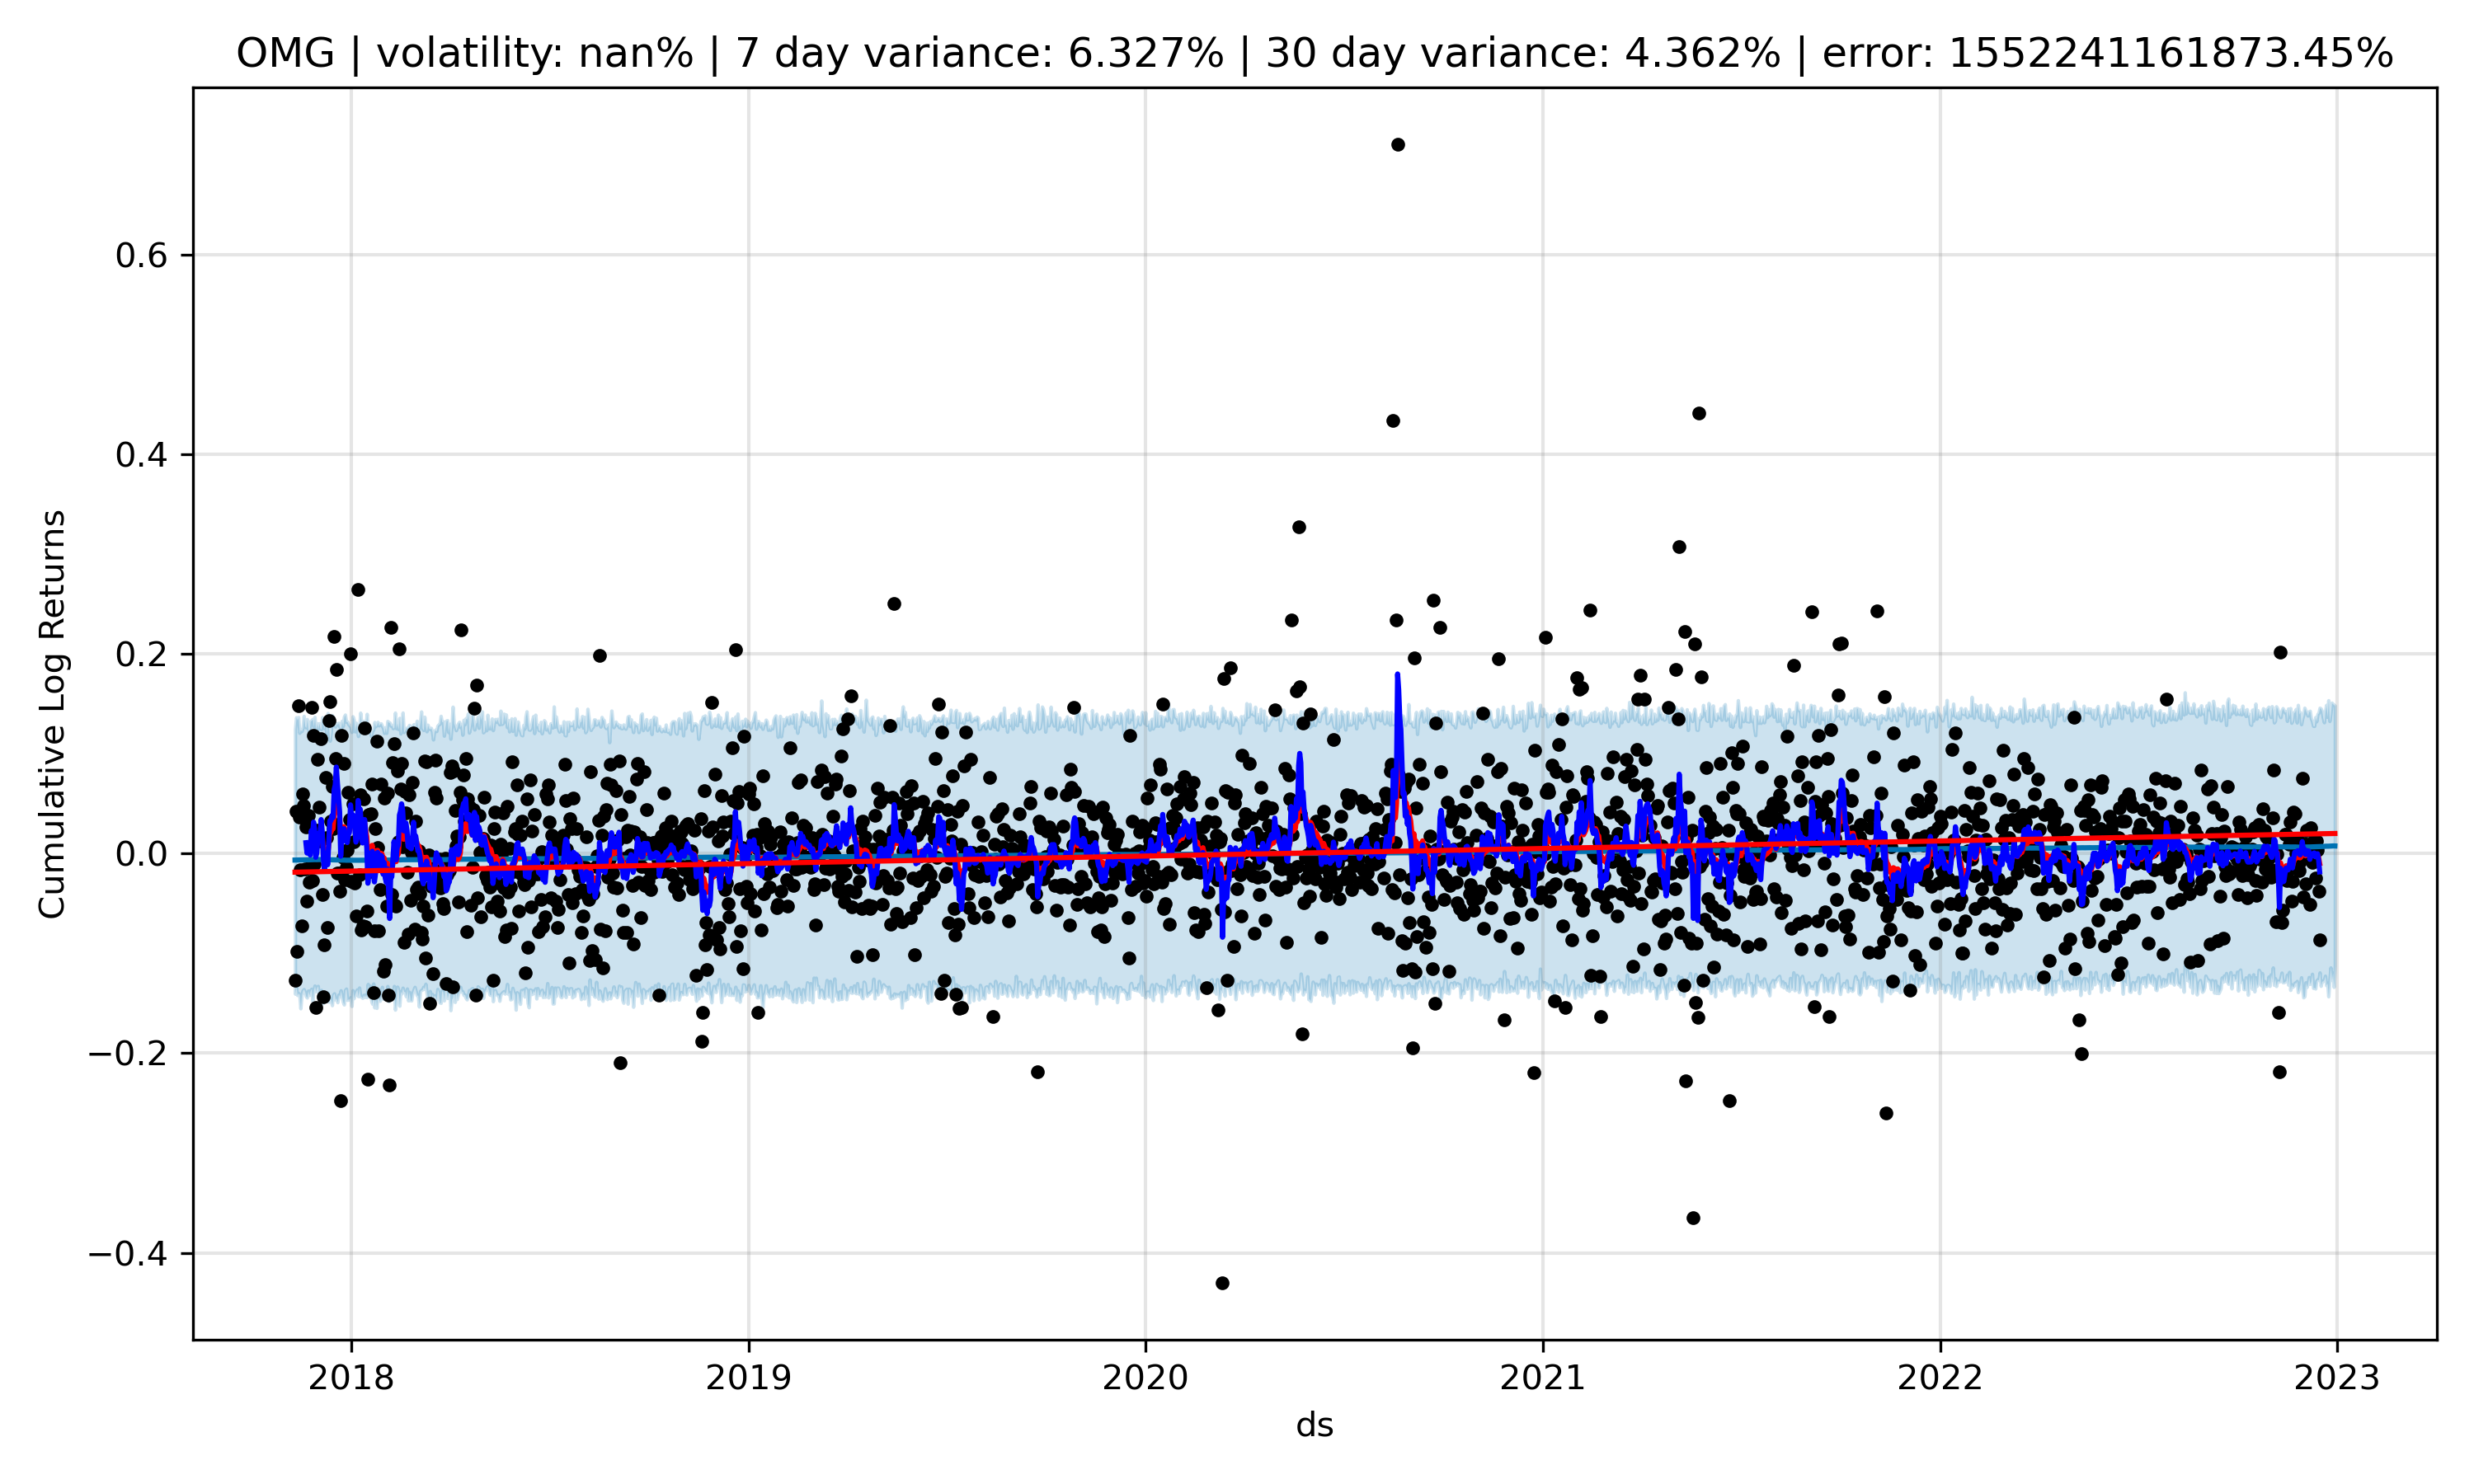 OMG | volatility: nan% | 7 day variance: 6.327% | 30 day variance: 4.362% | error: 1552241161873.45%
Cumulative Log Returns
0.6
0.4
0.2
0.0
−0.2
−0.4
2018 2019 2020 2021 2022 2023
ds